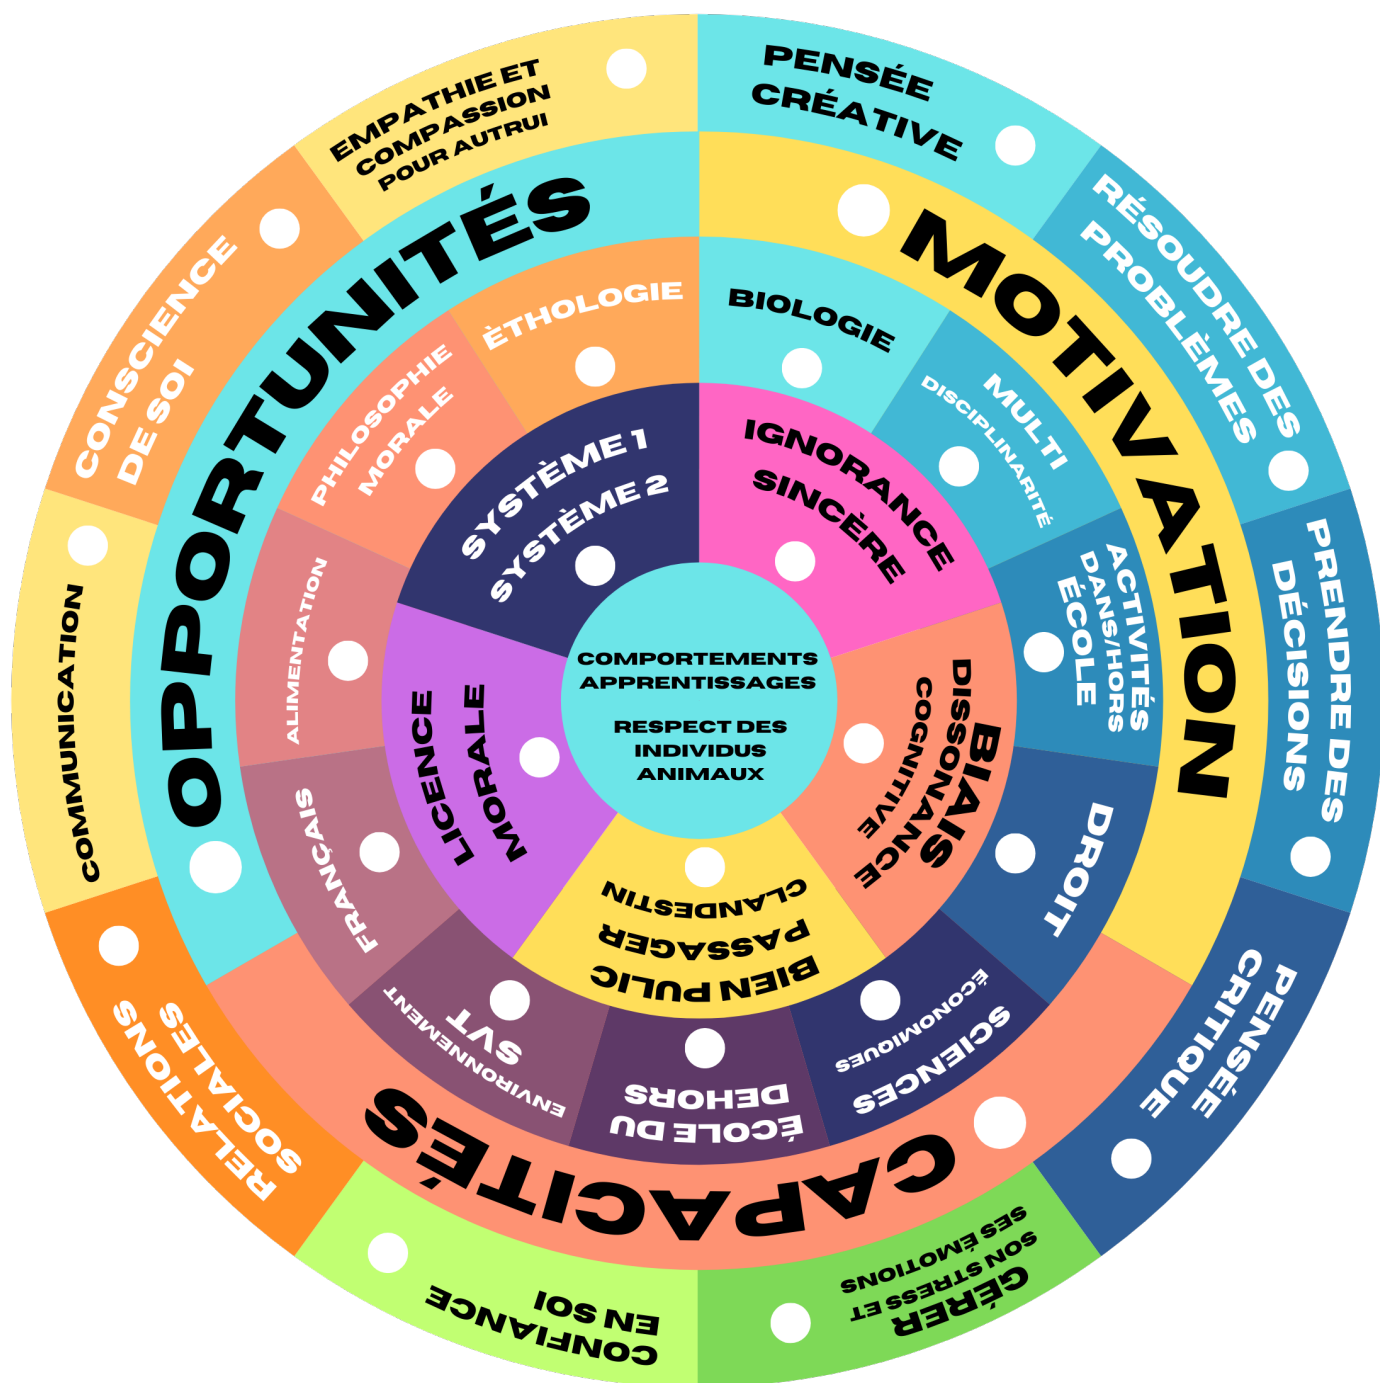 PENSÉE
CRÉATIVE
RÉSOUDRE DES
PROBLÈMES
PRENDRE DES
DÉCISIONS
PENSÉE
CRITIQUE
GÉRER
SON STRESS ET
SES ÉMOTIONS
CONFIANCE
EN SOI
RELATIONS
SOCIALES
COMMUNICATION
CONSCIENCE
DE SOI
EMPATHIE ET
COMPASSION
POUR AUTRUI
MOTIVATION
CAPACITÉS
OPPORTUNITÉS
BIOLOGIE
MULTI
DISCIPLINARITÉ
ACTIVITÉS
DANS/HORS
ÉCOLE
DROIT
SCIENCES
ÉCONOMIQUES
ÉCOLE DU
DEHORS
SVT
ENVIRONNEMENT
FRANÇAIS
ALIMENTATION
PHILOSOPHIE
MORALE
ÈTHOLOGIE
IGNORANCE
SINCÈRE
BIAIS
DISSONANCE
COGNITIVE
BIEN PULIC
PASSAGER
CLANDESTIN
LICENCE
MORALE
SYSTÈME 1
SYSTÈME 2
COMPORTEMENTS
APPRENTISSAGES
RESPECT DES
INDIVIDUS
ANIMAUX